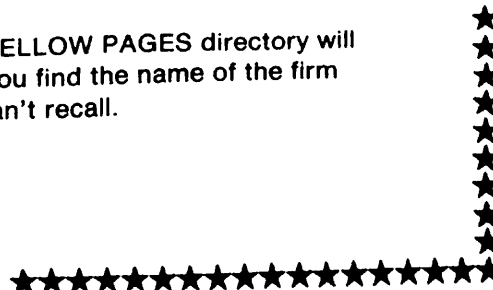 ELLOW PAGES directory will
ou find the name of the firm
n't recall.